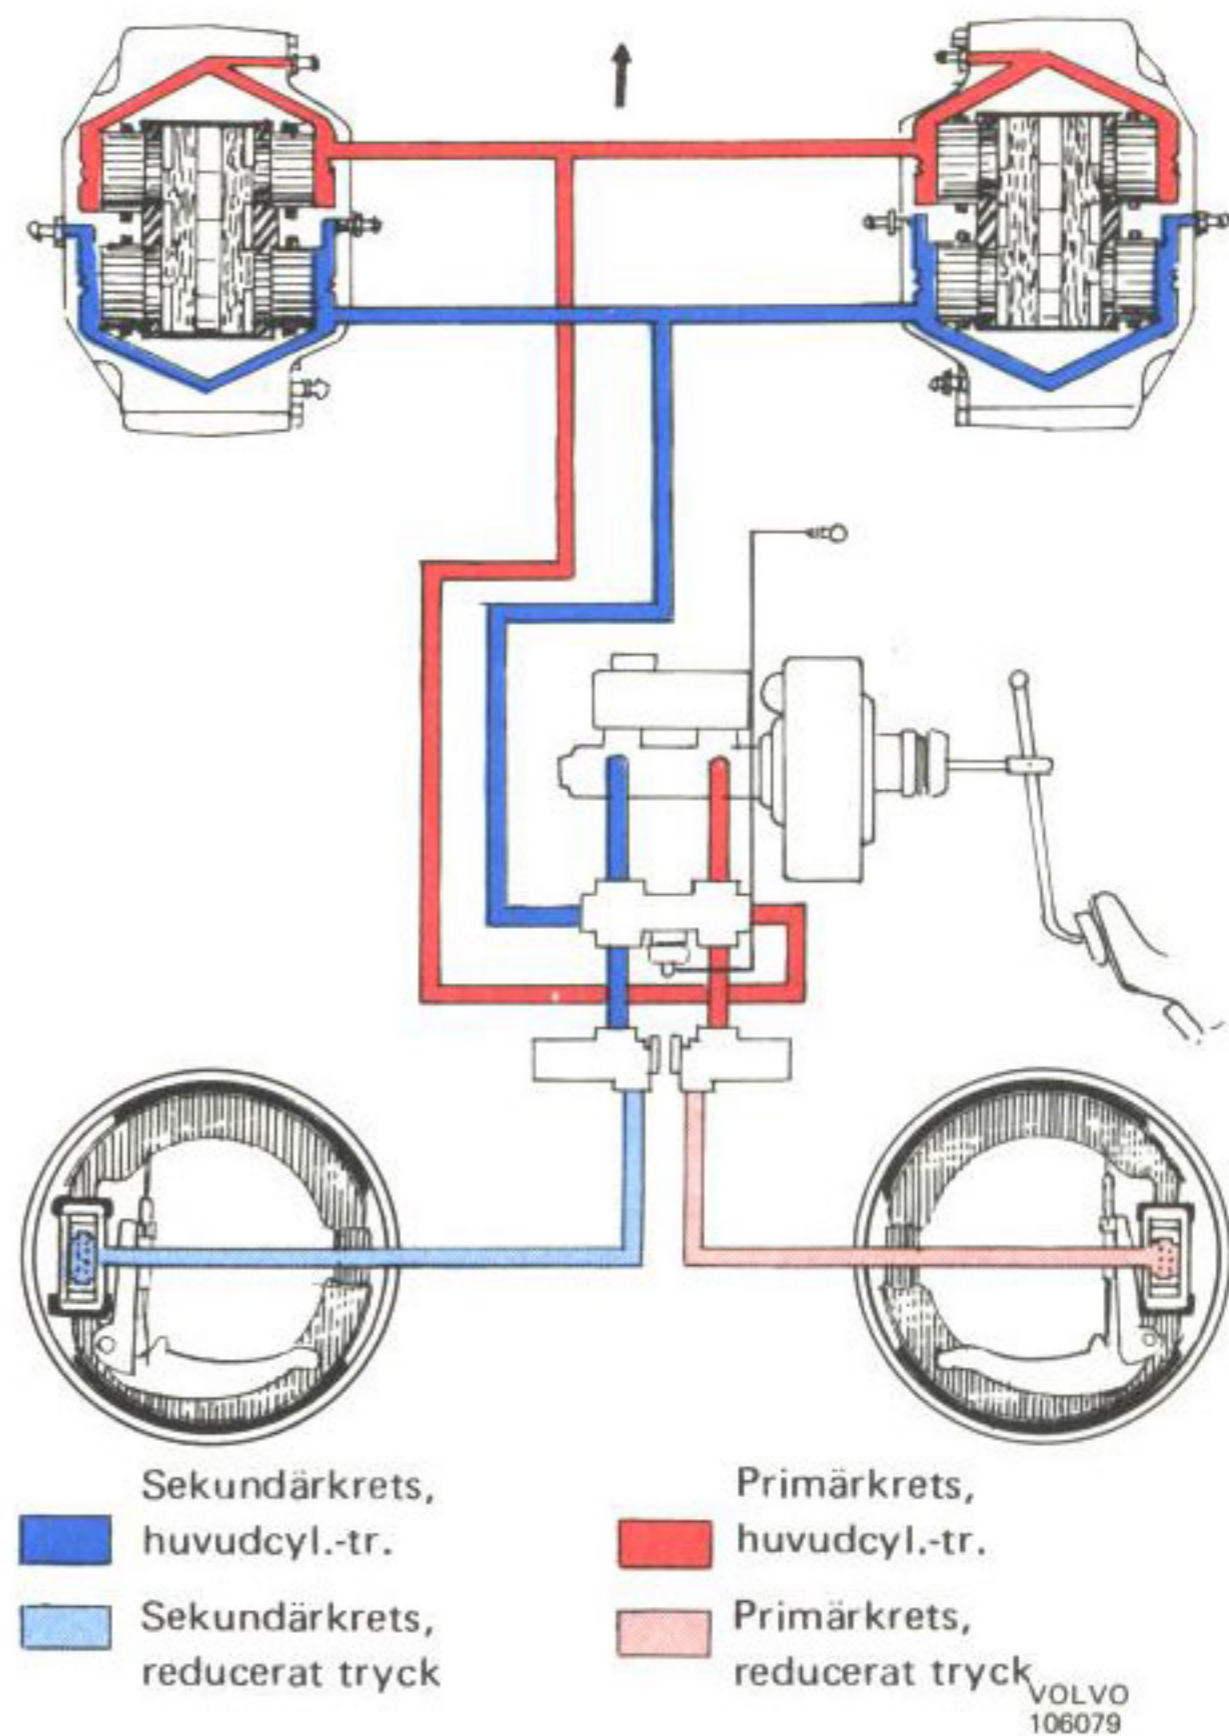 Sekundärkrets,
huvudcyl.-tr.
Sekundärkrets,
reducerat tryck
Primärkrets,
huvudcyl.-tr.
Primärkrets,
reducerat tryck
VOLVO
106079